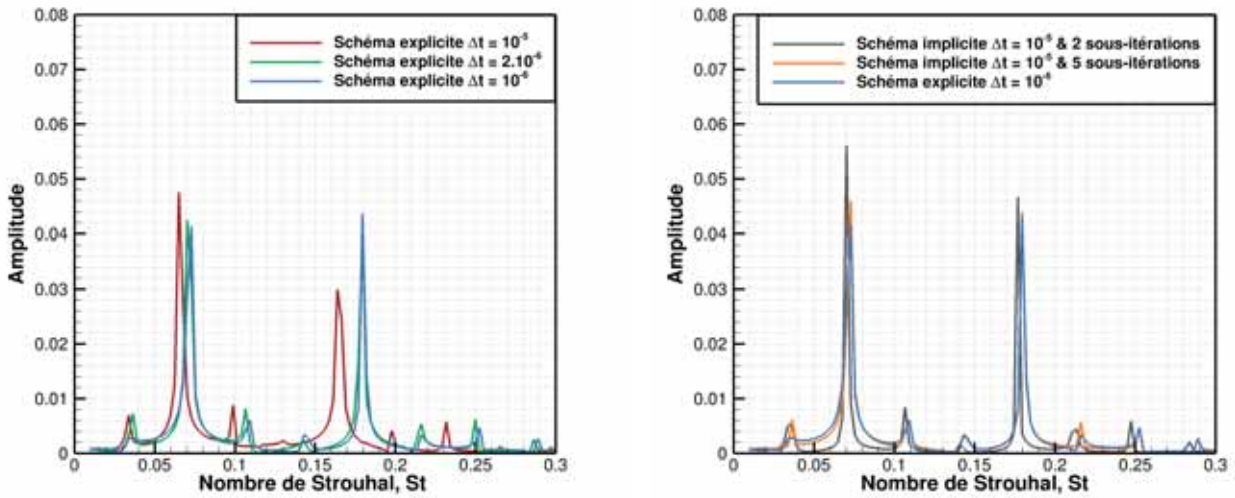 Schéma explicite Δt = 10⁻⁵
Schéma explicite Δt = 2.10⁻⁶
Schéma explicite Δt = 10⁻⁶
0.08
0.07
0.06
0.05
0.04
0.03
0.02
0.01
0
Amplitude
0 0.05 0.1 0.15 0.2 0.25 0.3
Nombre de Strouhal, St
Schéma implicite Δt = 10⁻⁵ & 2 sous-itérations
Schéma implicite Δt = 10⁻⁵ & 5 sous-itérations
Schéma explicite Δt = 10⁻⁶
0.08
0.07
0.06
0.05
0.04
0.03
0.02
0.01
0
Amplitude
0 0.05 0.1 0.15 0.2 0.25 0.3
Nombre de Strouhal, St